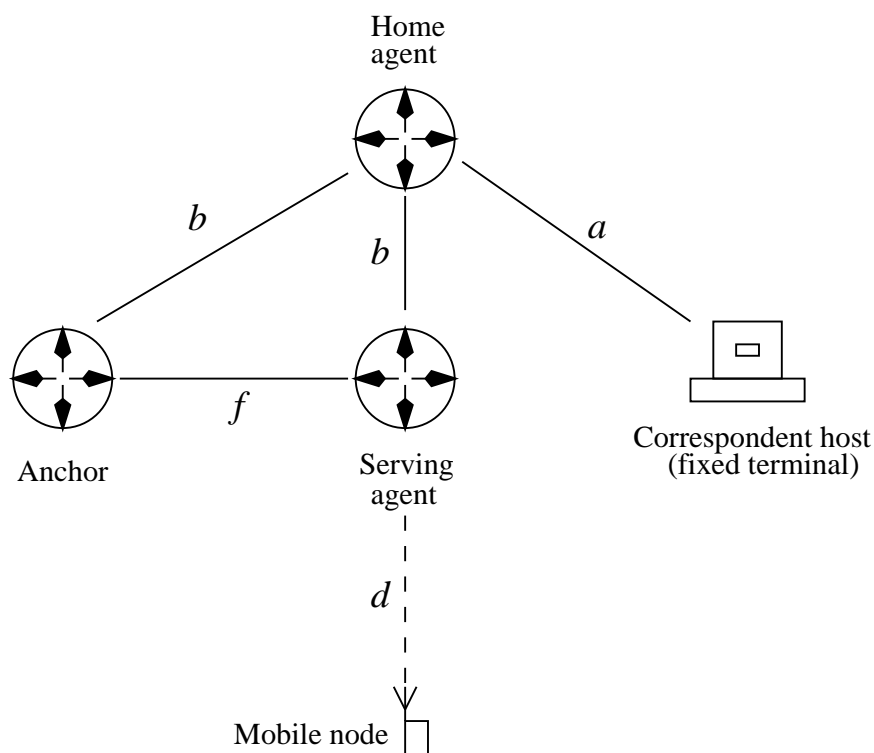 Home
agent
b
b
a
f
Anchor
Serving
agent
Correspondent host
(fixed terminal)
d
Mobile node